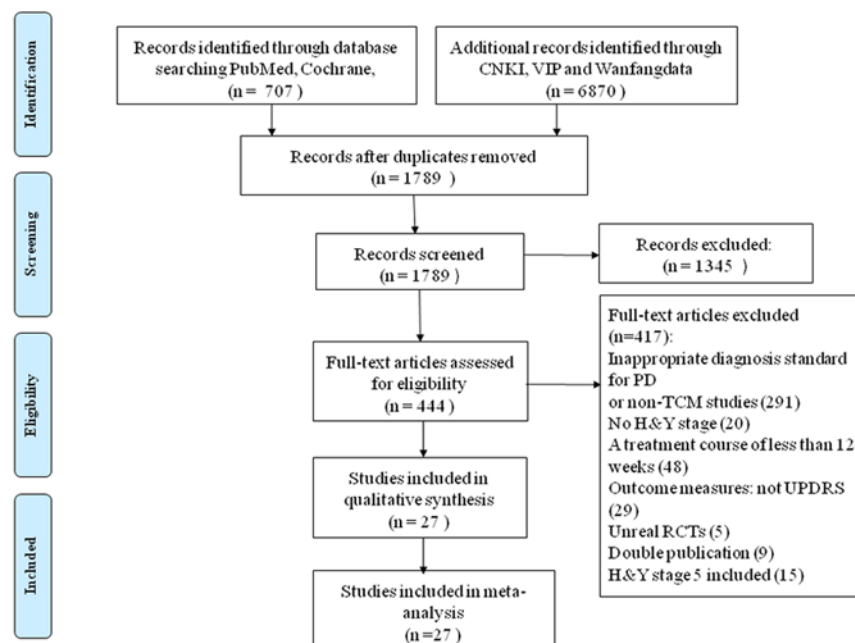 Identification
Records identified through database
searching PubMed, Cochrane,
(n = 707 )
Additional records identified through
CNKI, VIP and Wanfangdata
(n = 6870 )
Records after duplicates removed
(n = 1789 )
Screening
Records screened
(n = 1789 )
Records excluded:
(n = 1345 )
Eligibility
Full-text articles assessed
for eligibility
(n = 444 )
Full-text articles excluded
(n=417):
Inappropriate diagnosis standard
for PD
or non-TCM studies (291)
No H&Y stage (20)
A treatment course of less than 12
weeks (48)
Outcome measures: not UPDRS
(29)
Unreal RCTs (5)
Double publication (9)
H&Y stage 5 included (15)
Studies included in
qualitative synthesis
(n = 27 )
Included
Studies included in meta-
analysis
(n =27 )